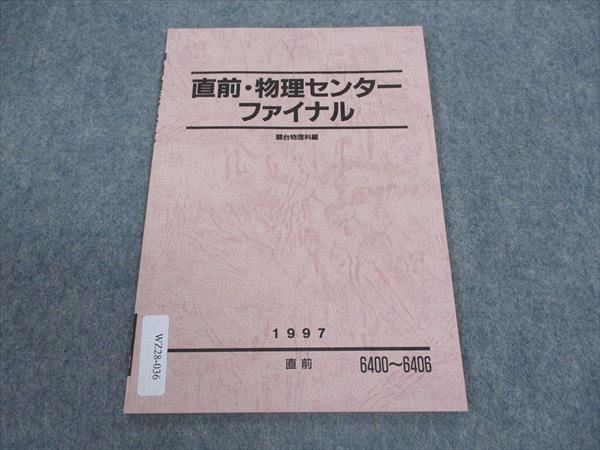 直前・物理センター
ファイナル
駿台物理科編
1997
直前 6400〜6406
WZ28-036